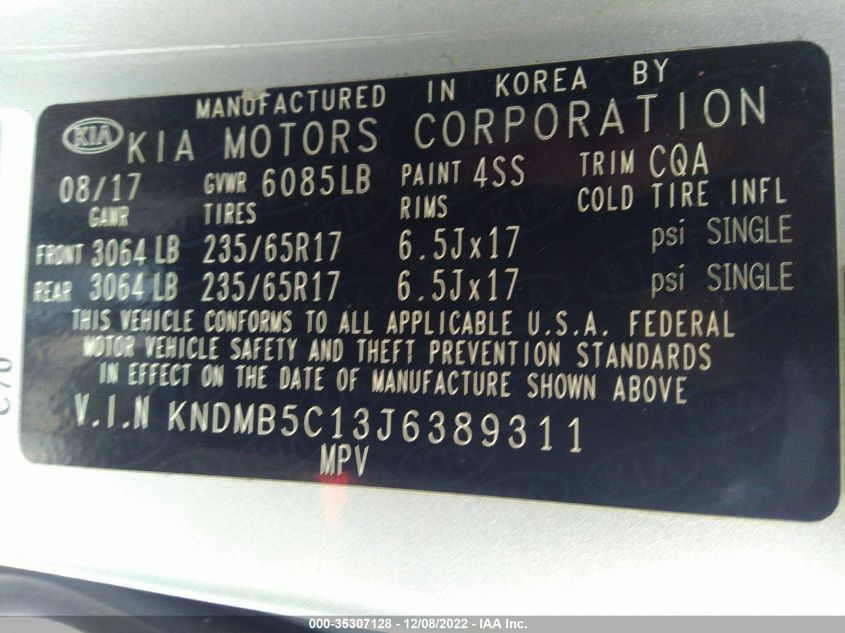 MANUFACTURED IN KOREA BY
KIA KIA MOTORS CORPORATION
08/17 GVWR 6085LB PAINT 4SS TRIM CQA
GAWR TIRES RIMS COLD TIRE INFL
FRONT 3064 LB 235/65R17 6.5Jx17 psi SINGLE
REAR 3064 LB 235/65R17 6.5Jx17 psi SINGLE
THIS VEHICLE CONFORMS TO ALL APPLICABLE U.S.A. FEDERAL
MOTOR VEHICLE SAFETY AND THEFT PREVENTION STANDARDS
IN EFFECT ON THE DATE OF MANUFACTURE SHOWN ABOVE
V.I.N KNDMB5C13J6389311
MPV
000-35307128 - 12/08/2022 - IAA Inc.